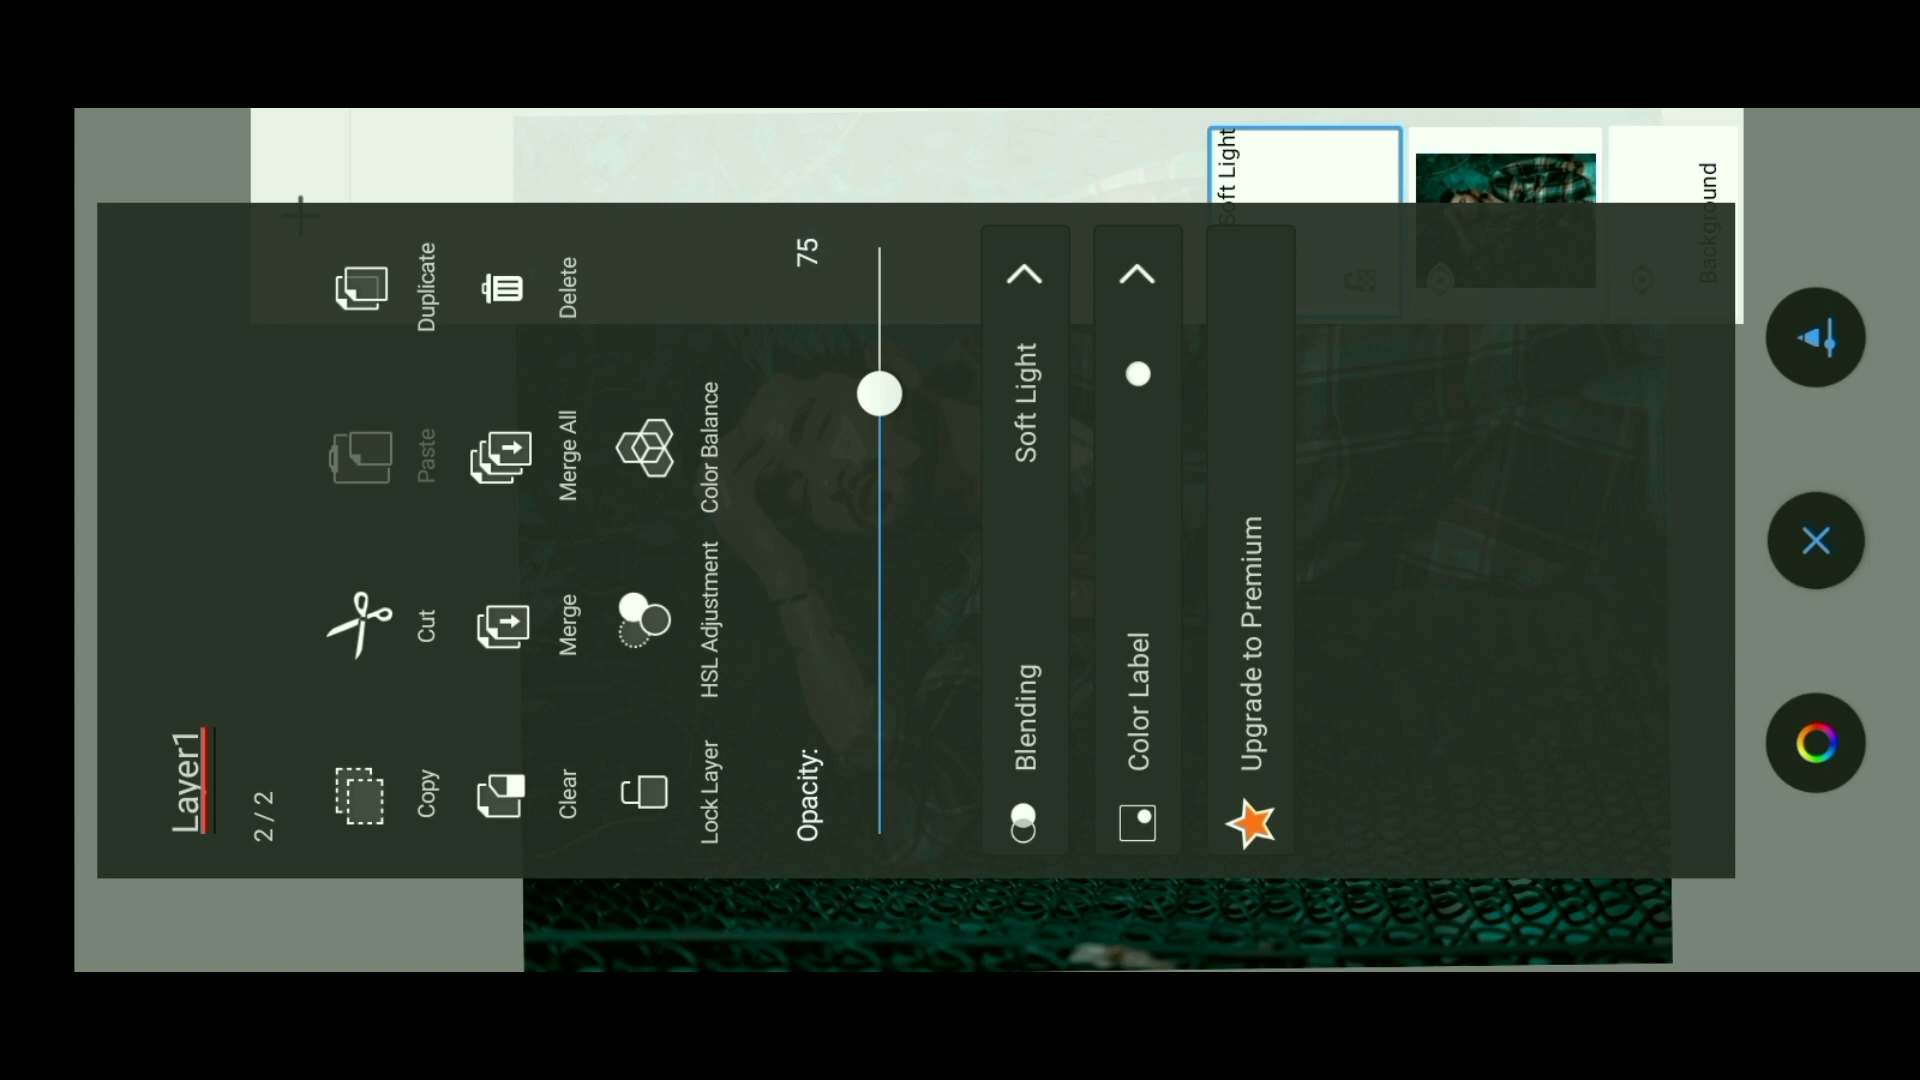 Layer1
2 / 2
Copy
Cut
Paste
Duplicate
Clear
Merge
Merge All
Delete
Lock Layer
HSL Adjustment
Color Balance
Opacity:
75
Blending
Soft Light
Color Label
Upgrade to Premium
Soft Light
Background